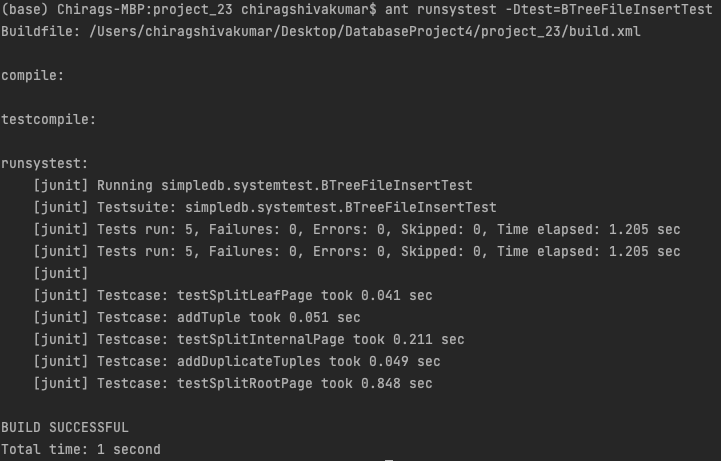 (base) Chirags-MBP:project_23 chiragshivakumar$ ant runsystest -Dtest=BTreeFileInsertTest
Buildfile: /Users/chiragshivakumar/Desktop/DatabaseProject4/project_23/build.xml

compile:

testcompile:

runsystest:
    [junit] Running simpledb.systemtest.BTreeFileInsertTest
    [junit] Testsuite: simpledb.systemtest.BTreeFileInsertTest
    [junit] Tests run: 5, Failures: 0, Errors: 0, Skipped: 0, Time elapsed: 1.205 sec
    [junit] Tests run: 5, Failures: 0, Errors: 0, Skipped: 0, Time elapsed: 1.205 sec
    [junit]
    [junit] Testcase: testSplitLeafPage took 0.041 sec
    [junit] Testcase: addTuple took 0.051 sec
    [junit] Testcase: testSplitInternalPage took 0.211 sec
    [junit] Testcase: addDuplicateTuples took 0.049 sec
    [junit] Testcase: testSplitRootPage took 0.848 sec

BUILD SUCCESSFUL
Total time: 1 second